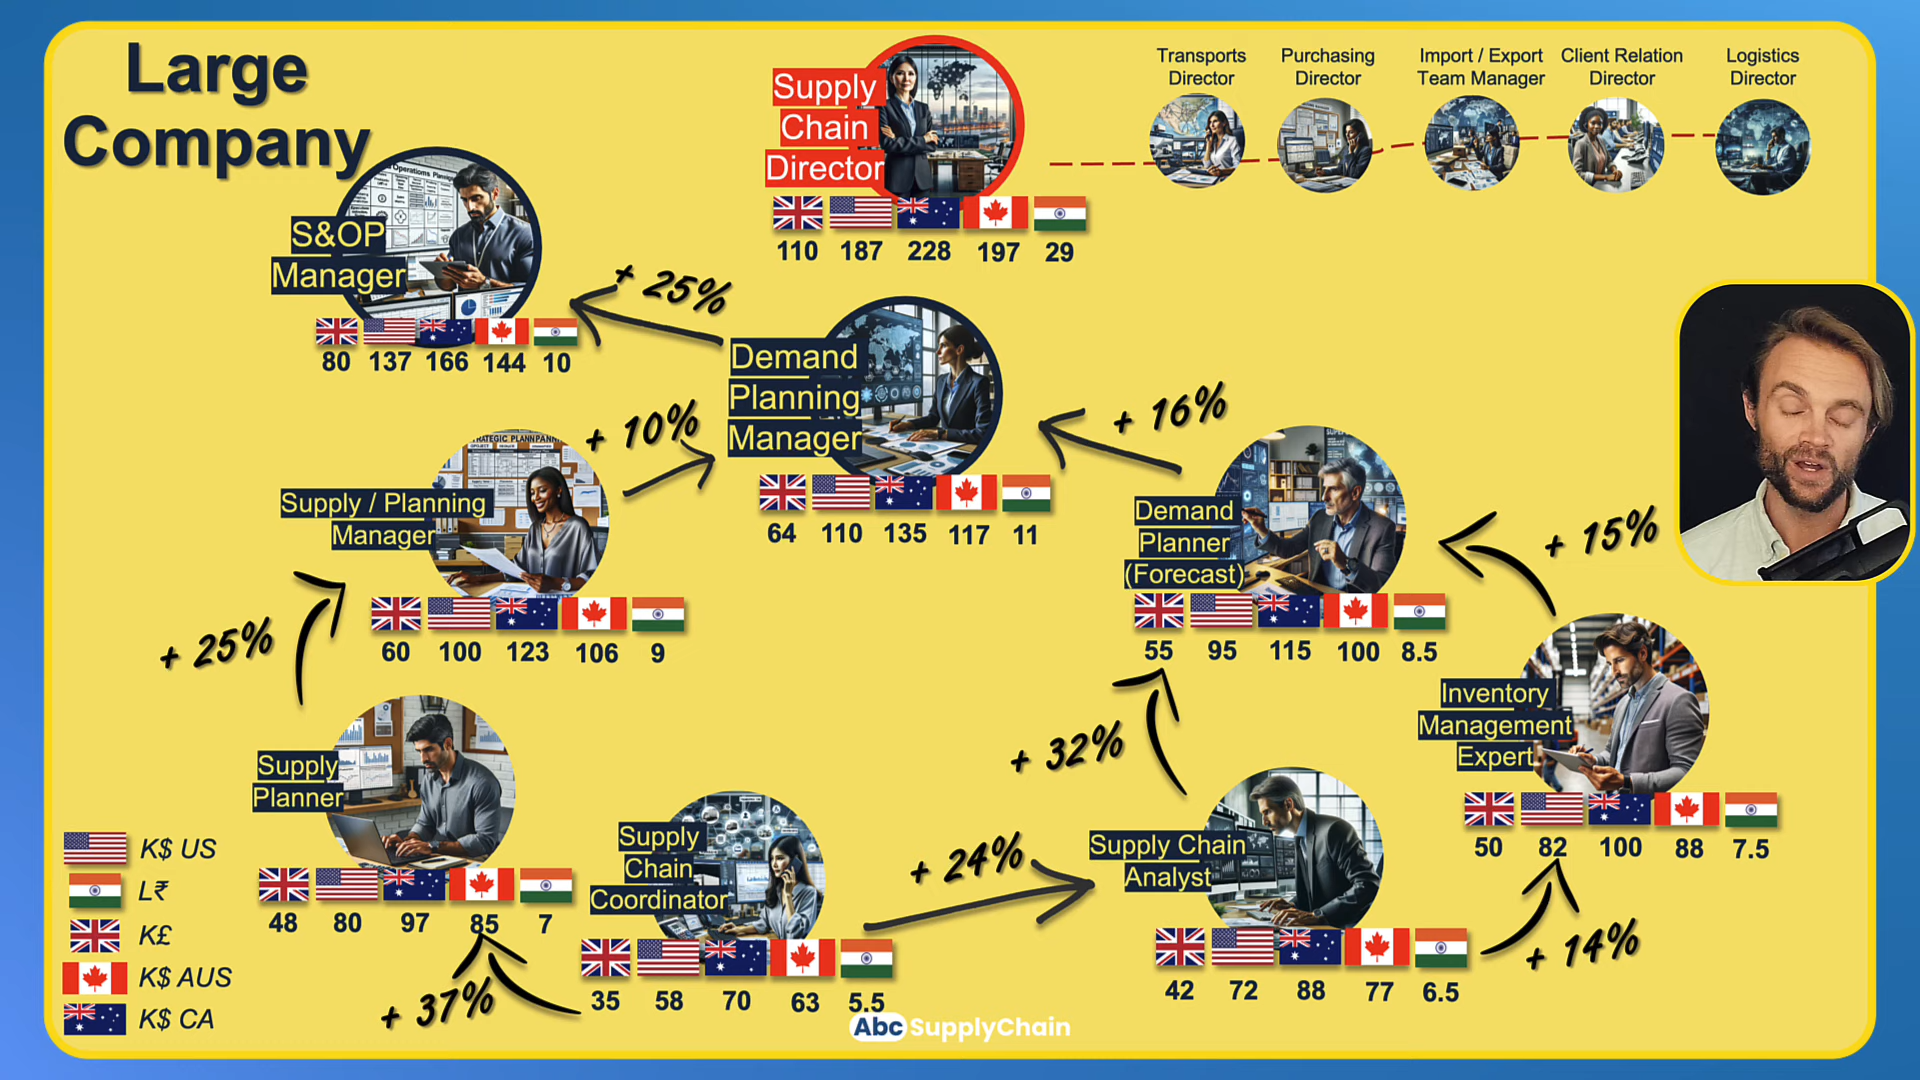 Large
Company
Supply
Chain
Director
110 187 228 197 29
Transports
Director
Purchasing
Director
Import / Export
Team Manager
Client Relation
Director
Logistics
Director
S&OP
Manager
80 137 166 144 10
+ 25%
Demand
Planning
Manager
64 110 135 117 11
+ 10%
+ 16%
Supply / Planning
Manager
60 100 123 106 9
Demand
Planner
(Forecast)
55 95 115 100 8.5
+ 15%
+ 25%
Inventory
Management
Expert
50 82 100 88 7.5
+ 32%
Supply
Planner
48 80 97 85 7
Supply
Chain
Coordinator
35 58 70 63 5.5
+ 24%
Supply Chain
Analyst
42 72 88 77 6.5
+ 14%
+ 37%
K$ US
L₹
K£
K$ AUS
K$ CA
Abc SupplyChain